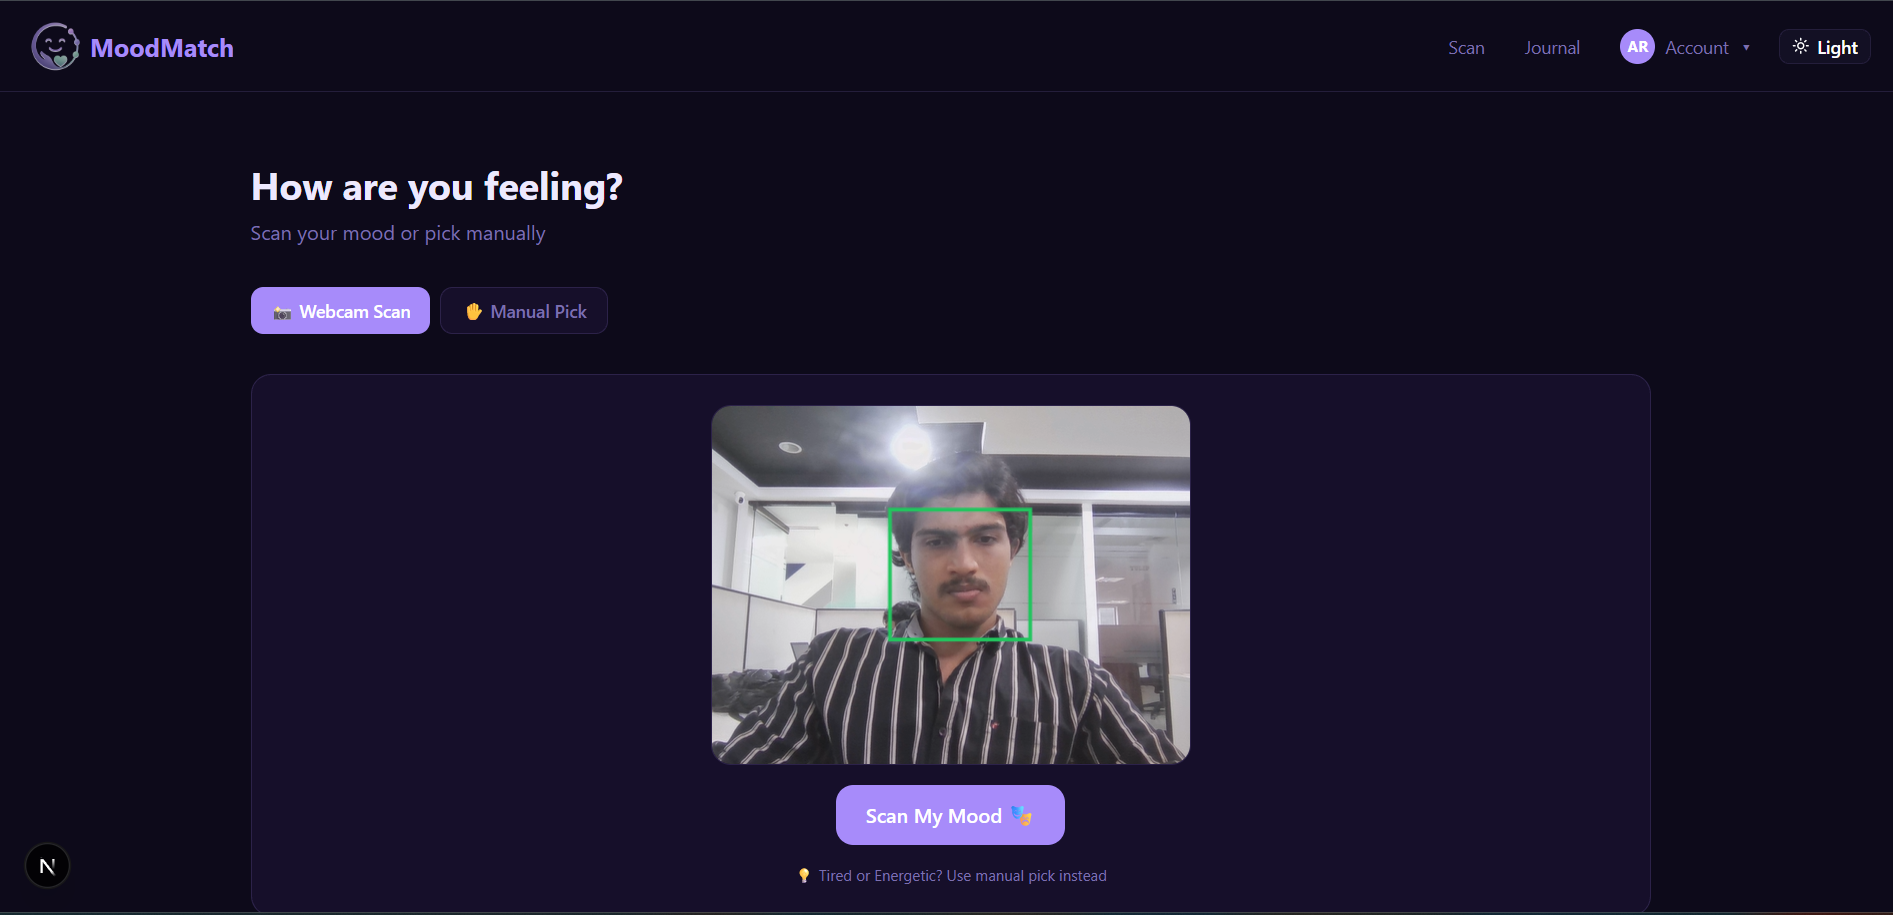 MoodMatch
Scan
Journal
AR
Account
Light
How are you feeling?
Scan your mood or pick manually
Webcam Scan
Manual Pick
Scan My Mood
Tired or Energetic? Use manual pick instead
N